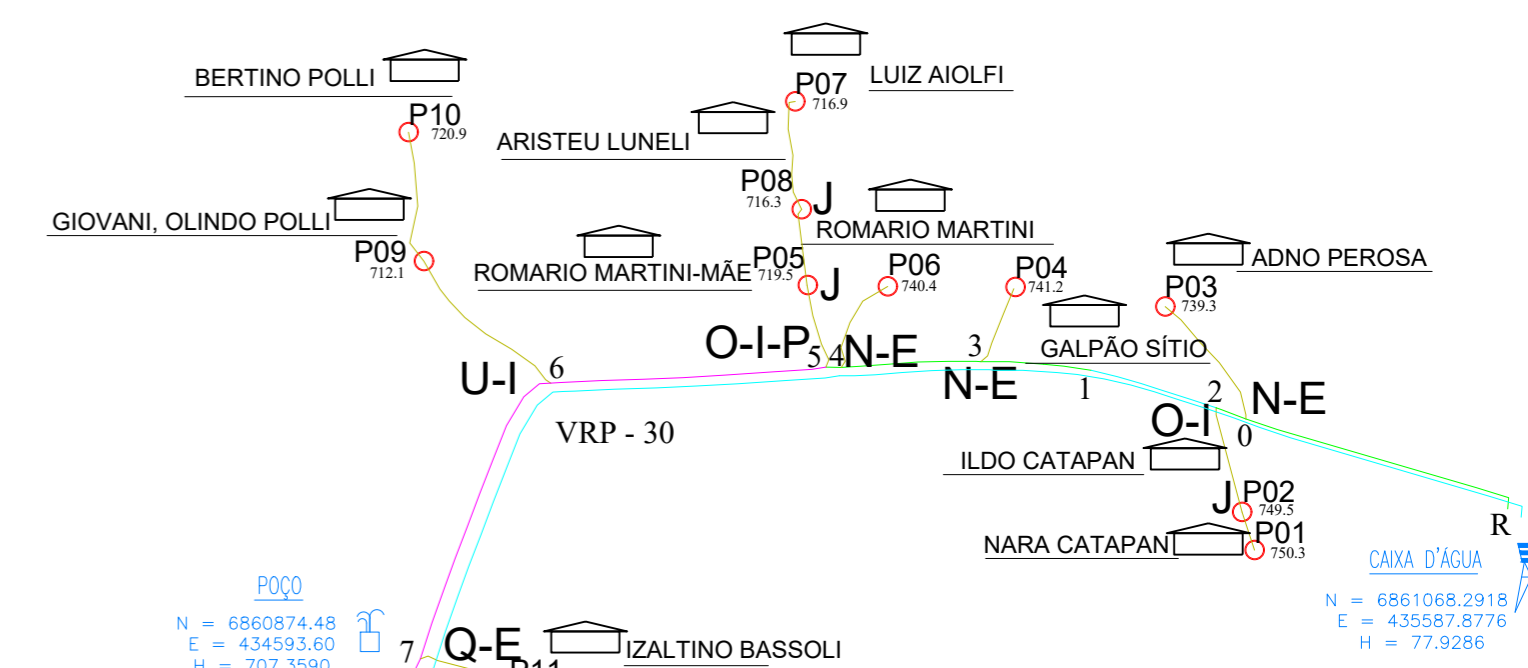 LUIZ AIOLFI
BERTINO POLLI
P07
716.9
P10
720.9
ARISTEU LUNELI
P08
716.3
J
GIOVANI, OLINDO POLLI
ROMARIO MARTINI
P09
712.1
ROMARIO MARTINI-MÃE
P05
719.5
J
P06
740.4
P04
741.2
ADNO PEROSA
P03
739.3
O-I-P
5
4
N-E
3
GALPÃO SÍTIO
U-I
6
N-E
1
2
N-E
O-I
0
VRP - 30
ILDO CATAPAN
J
P02
749.5
R
NARA CATAPAN
P01
750.3
CAIXA D'ÁGUA
N = 6861068.2918
E = 435587.8776
H = 77.9286
POÇO
N = 6860874.48
E = 434593.60
H = 707.3590
7
Q-E
P11
IZALTINO BASSOLI